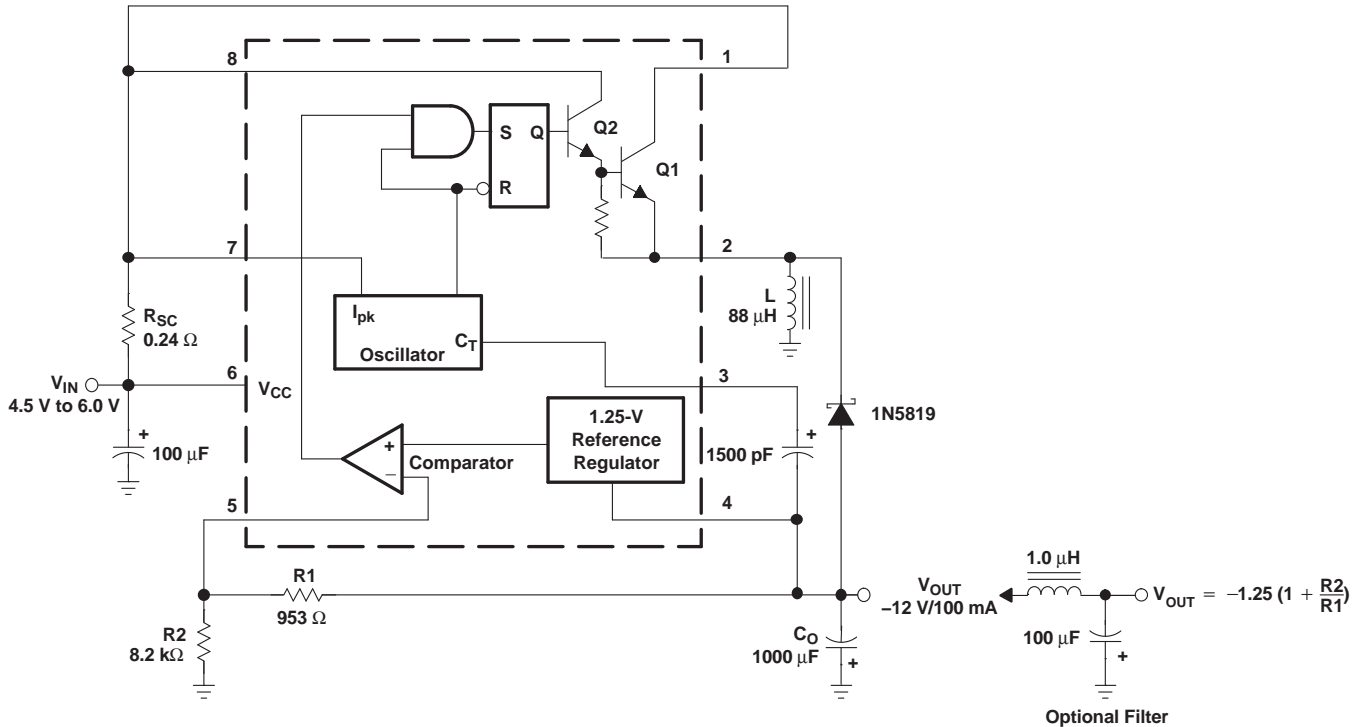 8
1
S
Q
Q2
Q1
R
7
2
L
88 µH
Ipk
CT
Oscillator
RSC
0.24 Ω
3
6
VCC
VIN
4.5 V to 6.0 V
100 µF
+
1N5819
1.25-V
Reference
Regulator
1500 pF
+
+
–
Comparator
5
4
R1
953 Ω
R2
8.2 kΩ
VOUT
–12 V/100 mA
CO
1000 µF
+
1.0 µH
VOUT = –1.25 (1 + R2/R1)
100 µF
+
Optional Filter